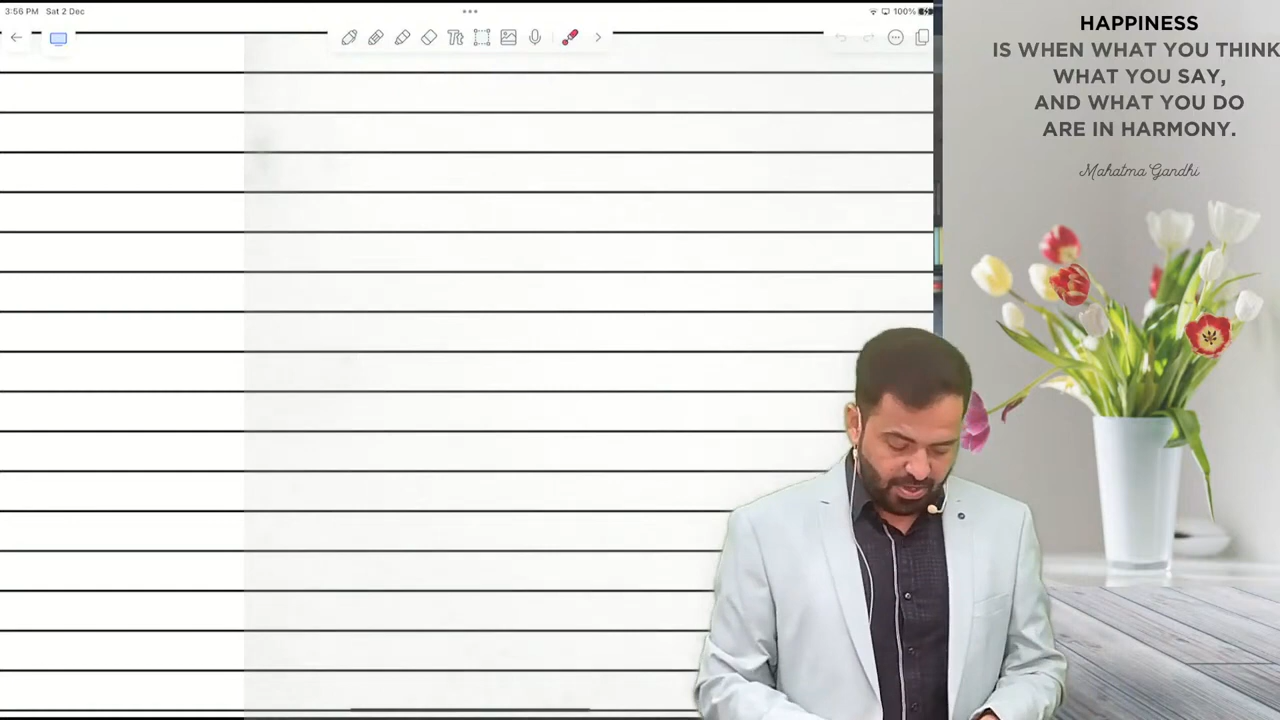 3:56 PM Sat 2 Dec
100%
Tt
HAPPINESS
IS WHEN WHAT YOU THINK
WHAT YOU SAY,
AND WHAT YOU DO
ARE IN HARMONY.
Mahatma Gandhi